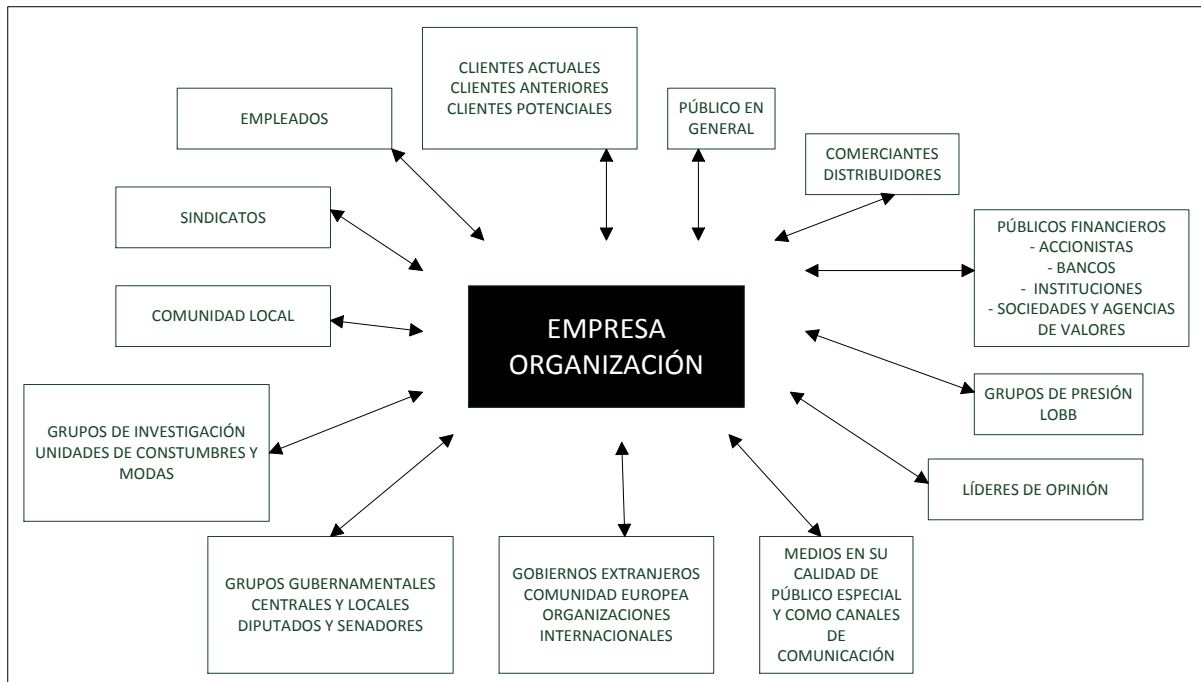 CLIENTES ACTUALES
CLIENTES ANTERIORES
CLIENTES POTENCIALES
PÚBLICO EN
GENERAL
EMPLEADOS
COMERCIANTES
DISTRIBUIDORES
SINDICATOS
PÚBLICOS FINANCIEROS
- ACCIONISTAS
- BANCOS
- INSTITUCIONES
- SOCIEDADES Y AGENCIAS
DE VALORES
COMUNIDAD LOCAL
EMPRESA
ORGANIZACIÓN
GRUPOS DE PRESIÓN
LOBB
GRUPOS DE INVESTIGACIÓN
UNIDADES DE CONSTUMBRES Y
MODAS
LÍDERES DE OPINIÓN
GRUPOS GUBERNAMENTALES
CENTRALES Y LOCALES
DIPUTADOS Y SENADORES
GOBIERNOS EXTRANJEROS
COMUNIDAD EUROPEA
ORGANIZACIONES
INTERNACIONALES
MEDIOS EN SU
CALIDAD DE
PÚBLICO ESPECIAL
Y COMO CANALES
DE
COMUNICACIÓN